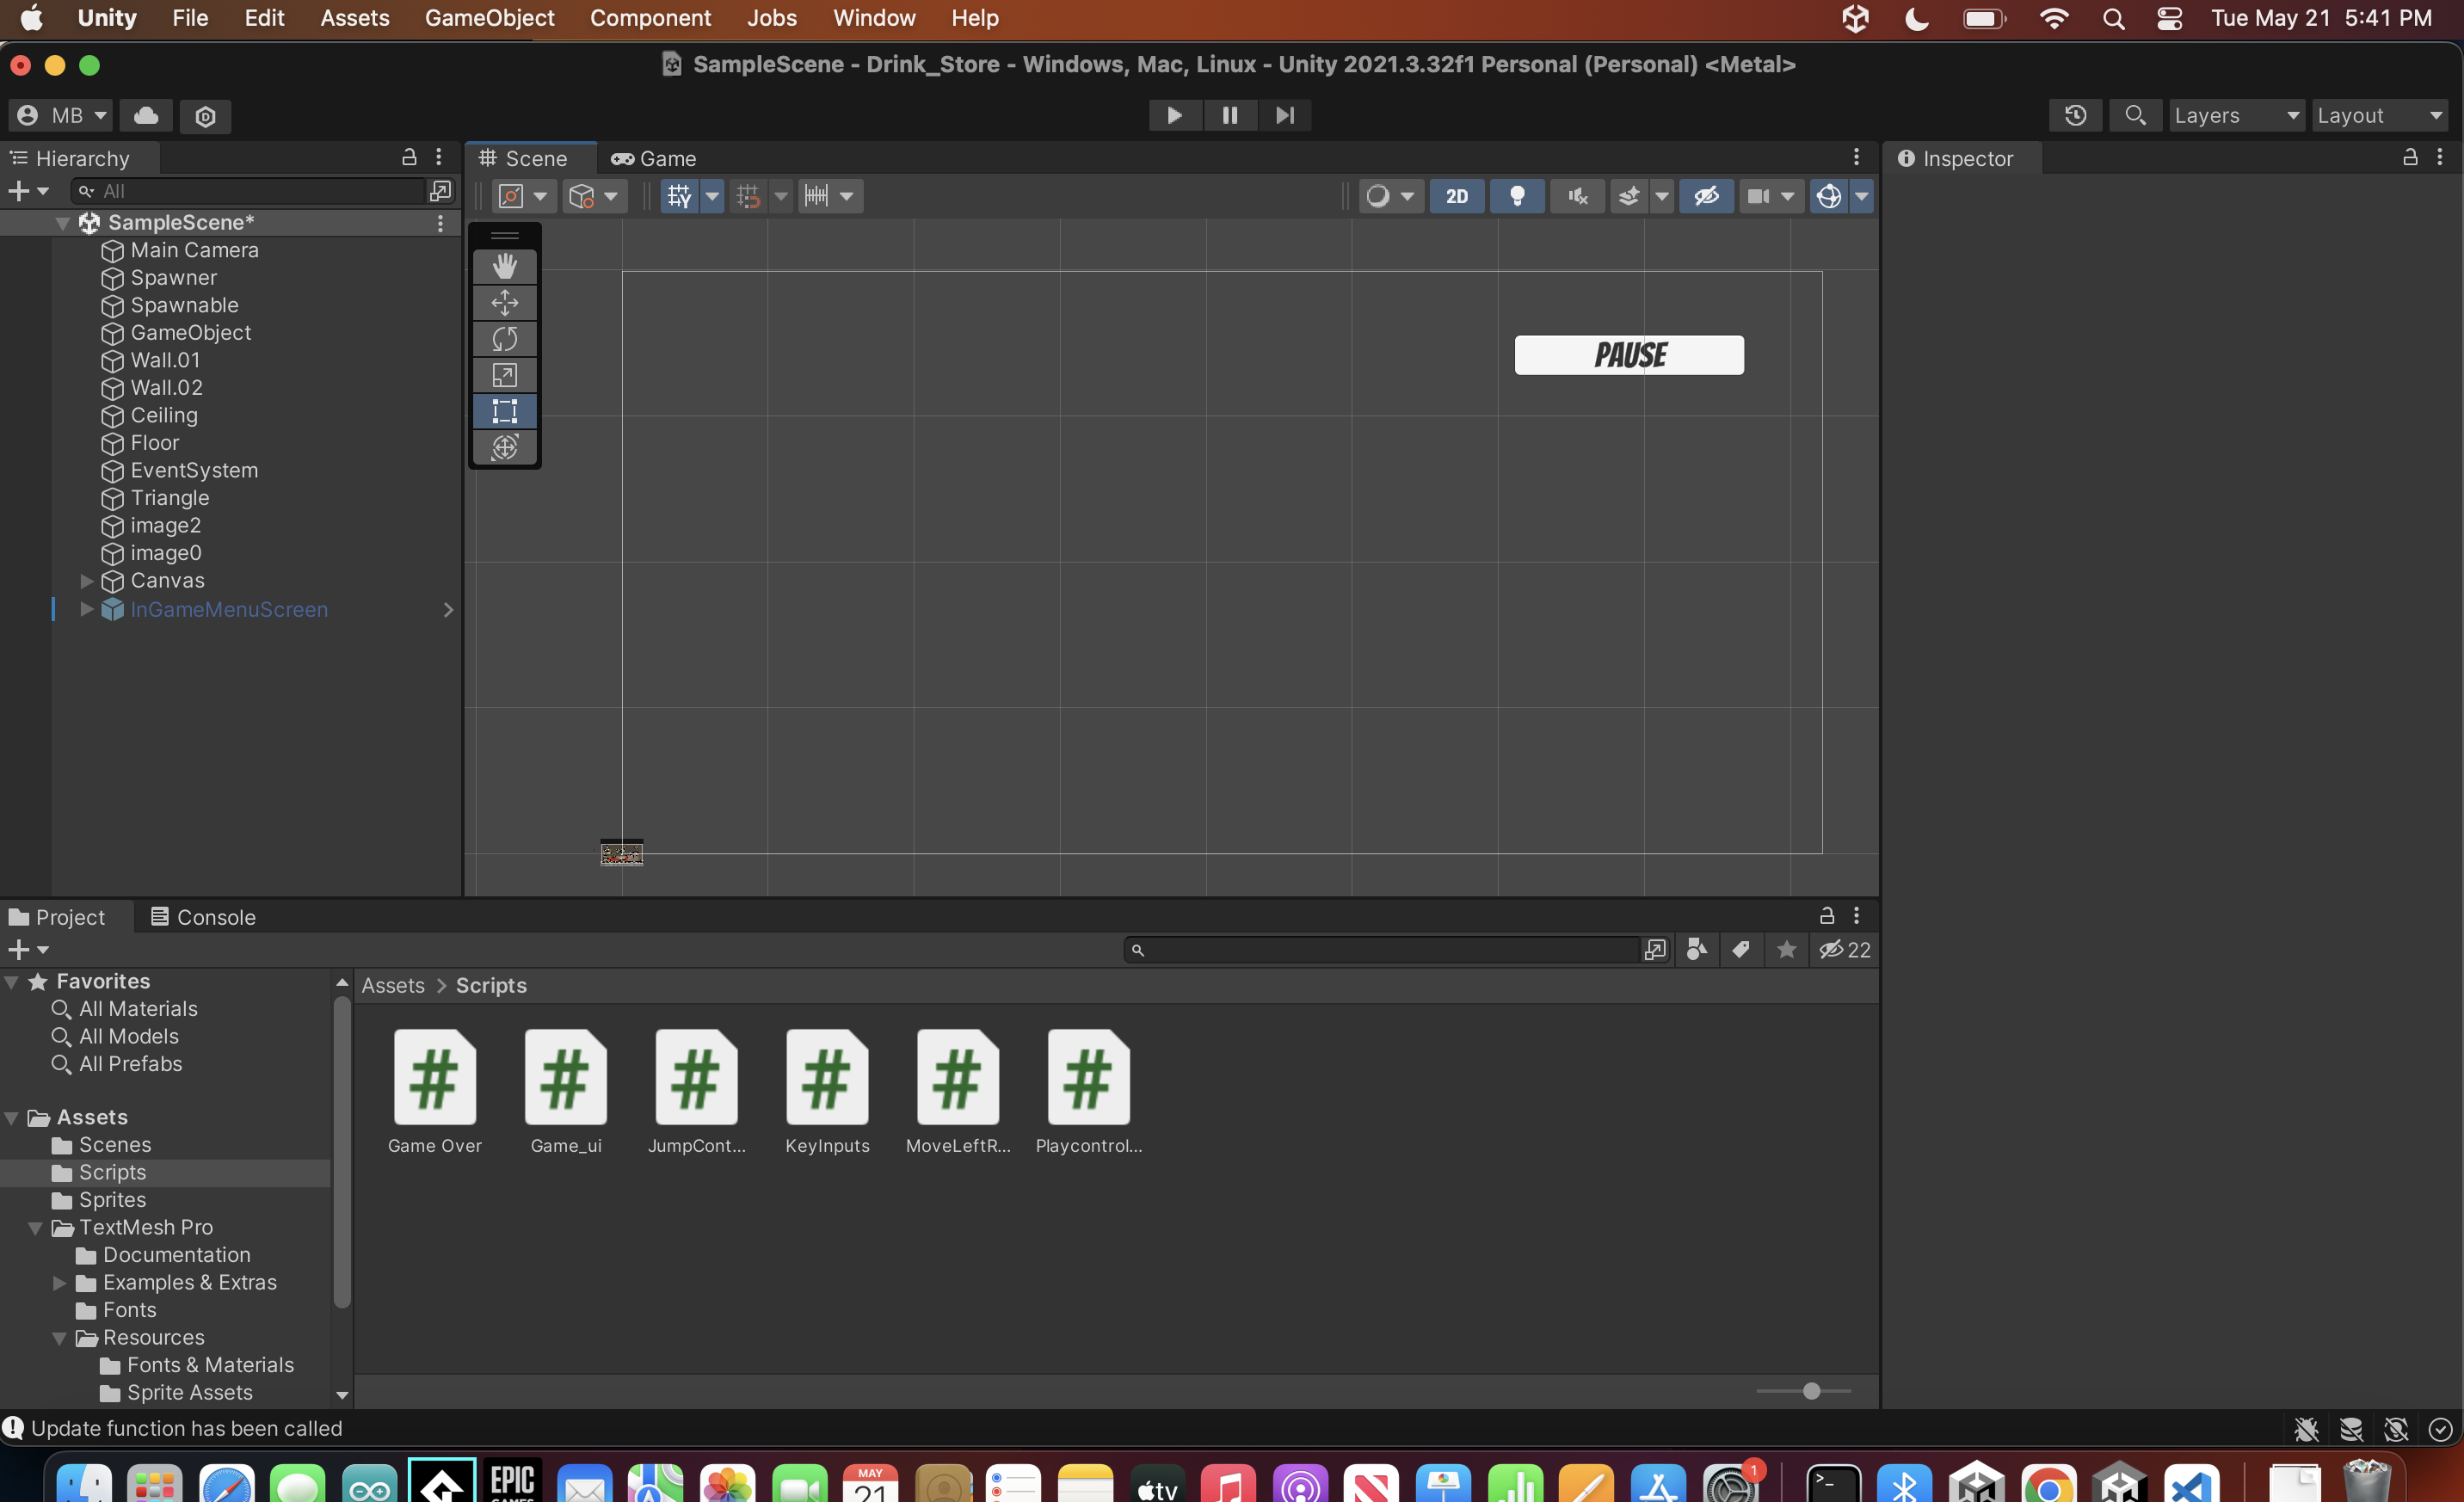 Unity File Edit Assets GameObject Component Jobs Window Help Tue May 21 5:41 PM
SampleScene - Drink_Store - Windows, Mac, Linux - Unity 2021.3.32f1 Personal (Personal) <Metal>
MB Layers Layout
Hierarchy
All
SampleScene*
Main Camera
Spawner
Spawnable
GameObject
Wall.01
Wall.02
Ceiling
Floor
EventSystem
Triangle
image2
image0
Canvas
InGameMenuScreen
Scene Game
2D
PAUSE
Inspector
Project Console
22
Favorites
All Materials
All Models
All Prefabs
Assets
Scenes
Scripts
Sprites
TextMesh Pro
Documentation
Examples & Extras
Fonts
Resources
Fonts & Materials
Sprite Assets
Assets > Scripts
Game Over Game_ui JumpCont... KeyInputs MoveLeftR... Playcontrol...
Update function has been called
EPIC
MAY
21
tv
1